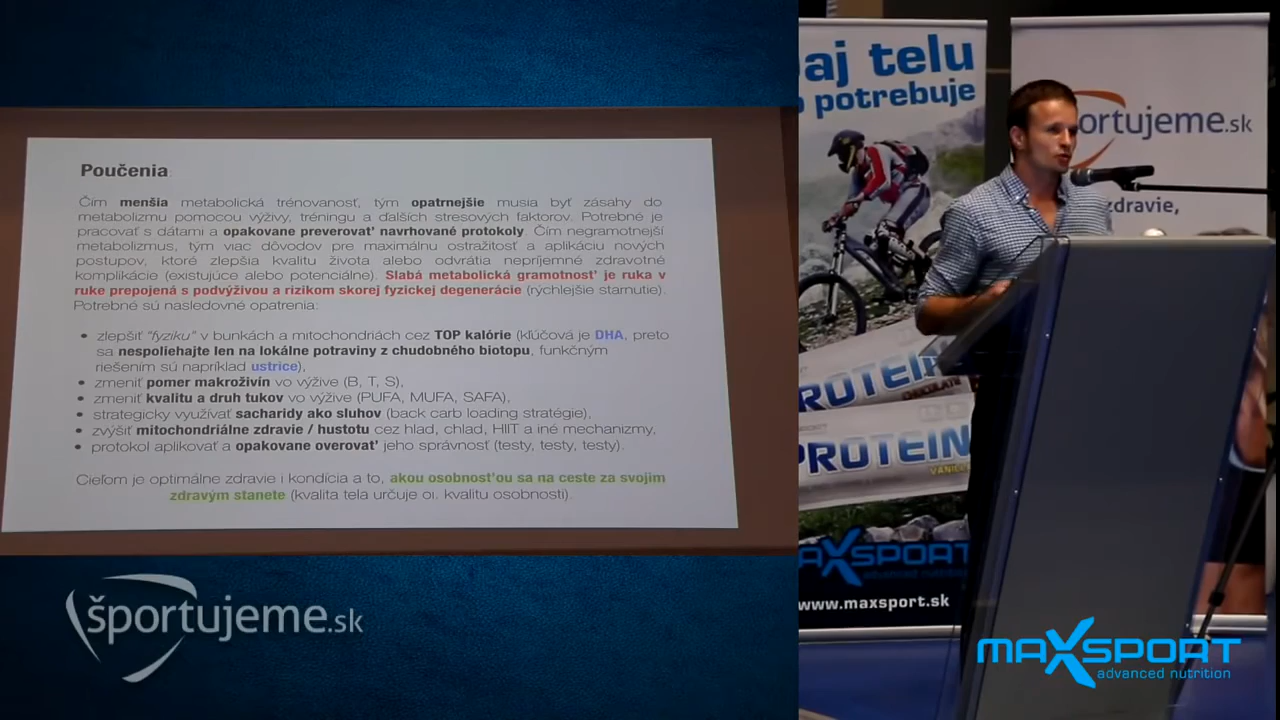 Poučenia
Čím menšia metabolická trénovanosť, tým opatrnejšie musia byť zásahy do
metabolizmu pomocou výživy, tréningu a ďalších stresových faktorov. Potrebné je
pracovať s dátami a opakovane preverovať navrhované protokoly. Čím negramotnejší
metabolizmus, tým viac dôvodov pre maximálnu ostražitosť a aplikáciu nových
postupov, ktoré zlepšia kvalitu života alebo odvrátia nepríjemné zdravotné
komplikácie (existujúce alebo potenciálne). Slabá metabolická gramotnosť je ruka v
ruke prepojená s podvýživou a rizikom skorej fyzickej degenerácie (rýchlejšie starnutie).
Potrebné sú nasledovné opatrenia:
• zlepšiť "fyziku" v bunkách a mitochondriách cez TOP kalórie (kľúčová je DHA, preto
sa nespoliehajte len na lokálne potraviny z chudobného biotopu, funkčným
riešením sú napríklad ustrice),
• zmeniť pomer makroživín vo výžive (B, T, S),
• zmeniť kvalitu a druh tukov vo výžive (PUFA, MUFA, SAFA),
• strategicky využívať sacharidy ako sluhov (back carb loading stratégie),
• zvýšiť mitochondriálne zdravie / hustotu cez hlad, chlad, HIIT a iné mechanizmy,
• protokol aplikovať a opakovane overovať jeho správnosť (testy, testy, testy).
Cieľom je optimálne zdravie i kondícia a to, akou osobnosťou sa na ceste za svojim
zdravým stanete (kvalita tela určuje oi. kvalitu osobnosti).
športujeme.sk
aj telu
potrebuje
portujeme.sk
zdravie,
PROTEIN
CHOCOLATE
PROTEIN
VANIL
MAXSPORT
advanced nutrit
www.maxsport.sk
MAXSPORT
advanced nutrition